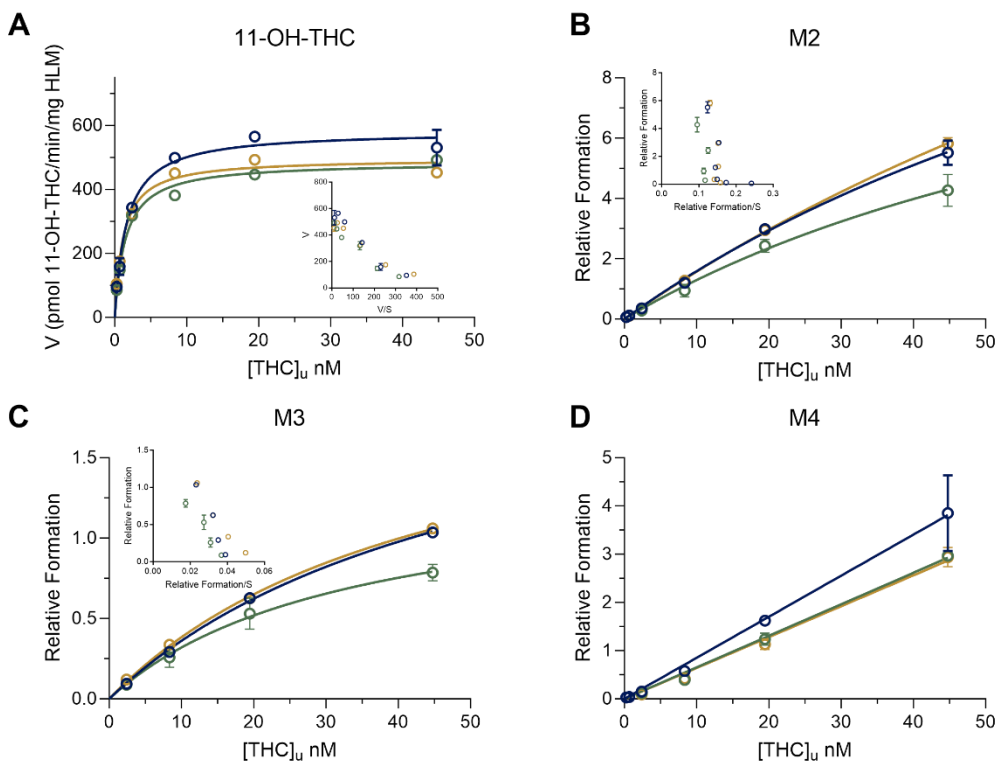 A
11-OH-THC
V (pmol 11-OH-THC/min/mg HLM)
600
400
200
0
0 10 20 30 40 50
[THC]u nM
V
800
600
400
200
0
0 100 200 300 400 500
V/S
B
M2
Relative Formation
8
6
4
2
0
0 10 20 30 40 50
[THC]u nM
Relative Formation
8
6
4
2
0
0.0 0.1 0.2 0.3
Relative Formation/S
C
M3
Relative Formation
1.5
1.0
0.5
0.0
0 10 20 30 40 50
[THC]u nM
Relative Formation
1.5
1.0
0.5
0.0
0.00 0.02 0.04 0.06
Relative Formation/S
D
M4
Relative Formation
5
4
3
2
1
0
0 10 20 30 40 50
[THC]u nM